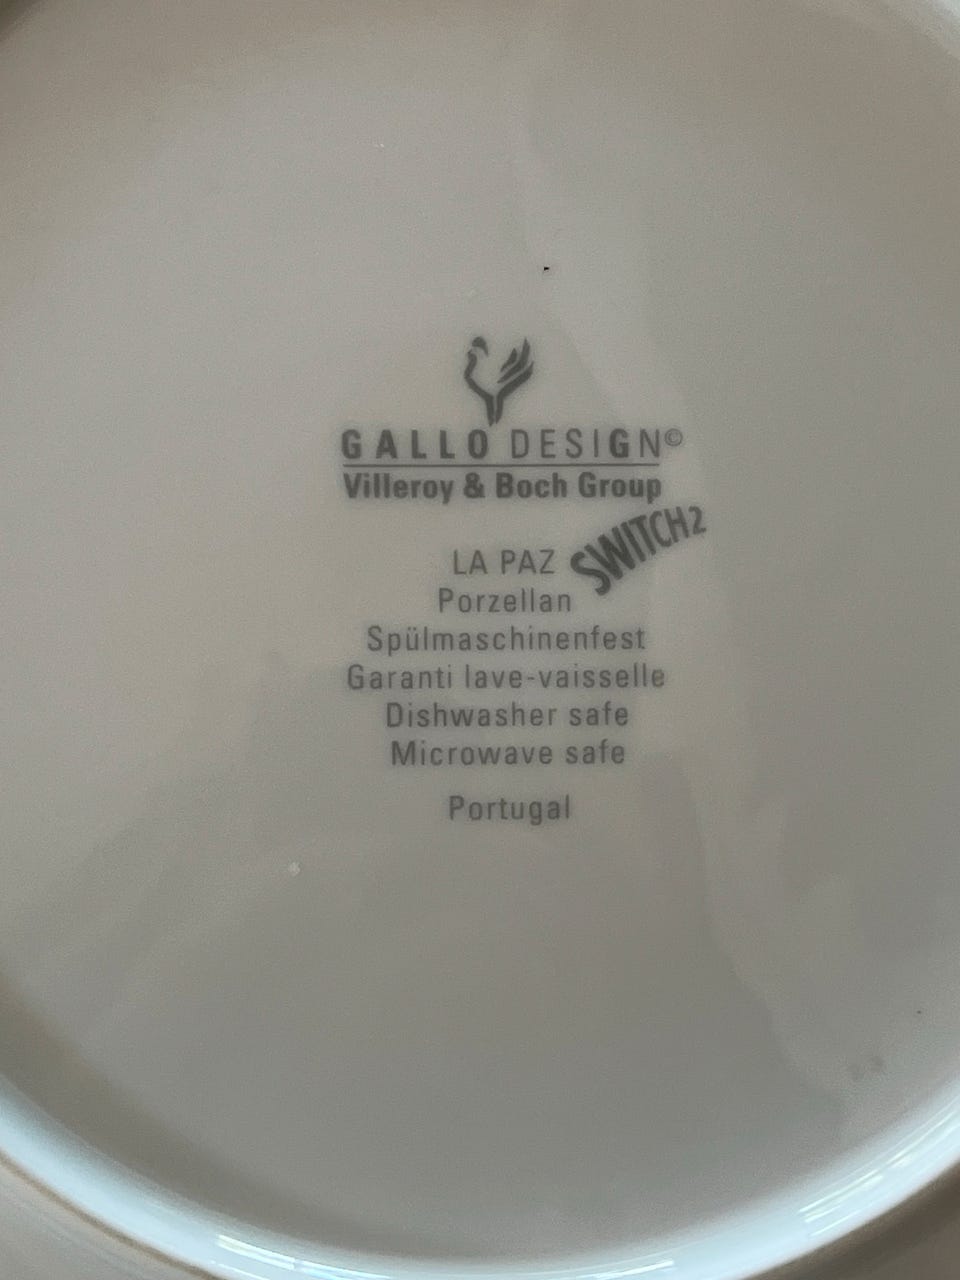 GALLO DESIGN©
Villeroy & Boch Group
LA PAZ SWITCH2
Porzellan
Spülmaschinenfest
Garanti lave-vaisselle
Dishwasher safe
Microwave safe
Portugal